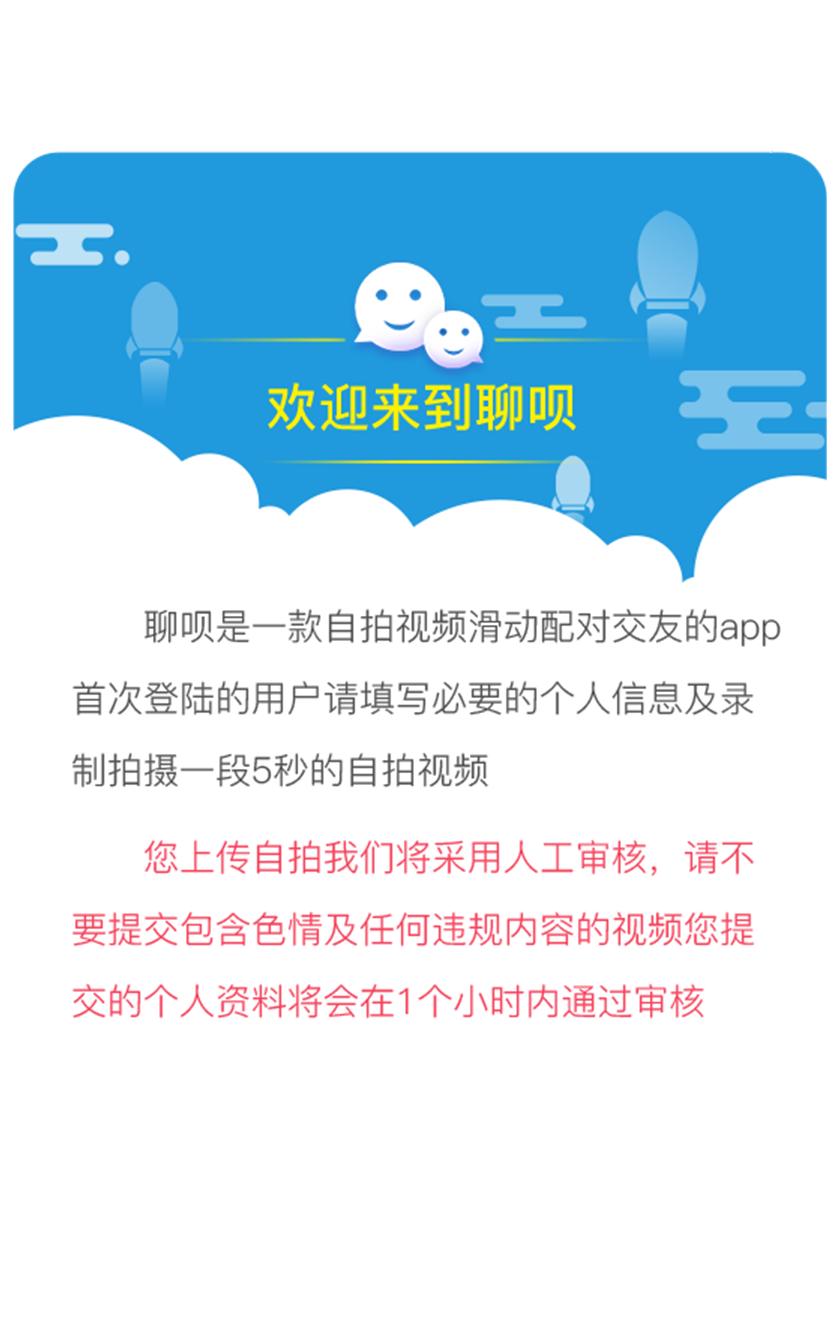 欢迎来到聊呗
聊呗是一款自拍视频滑动配对交友的app
首次登陆的用户请填写必要的个人信息及录
制拍摄一段5秒的自拍视频
您上传自拍我们将采用人工审核，请不
要提交包含色情及任何违规内容的视频您提
交的个人资料将会在1个小时内通过审核